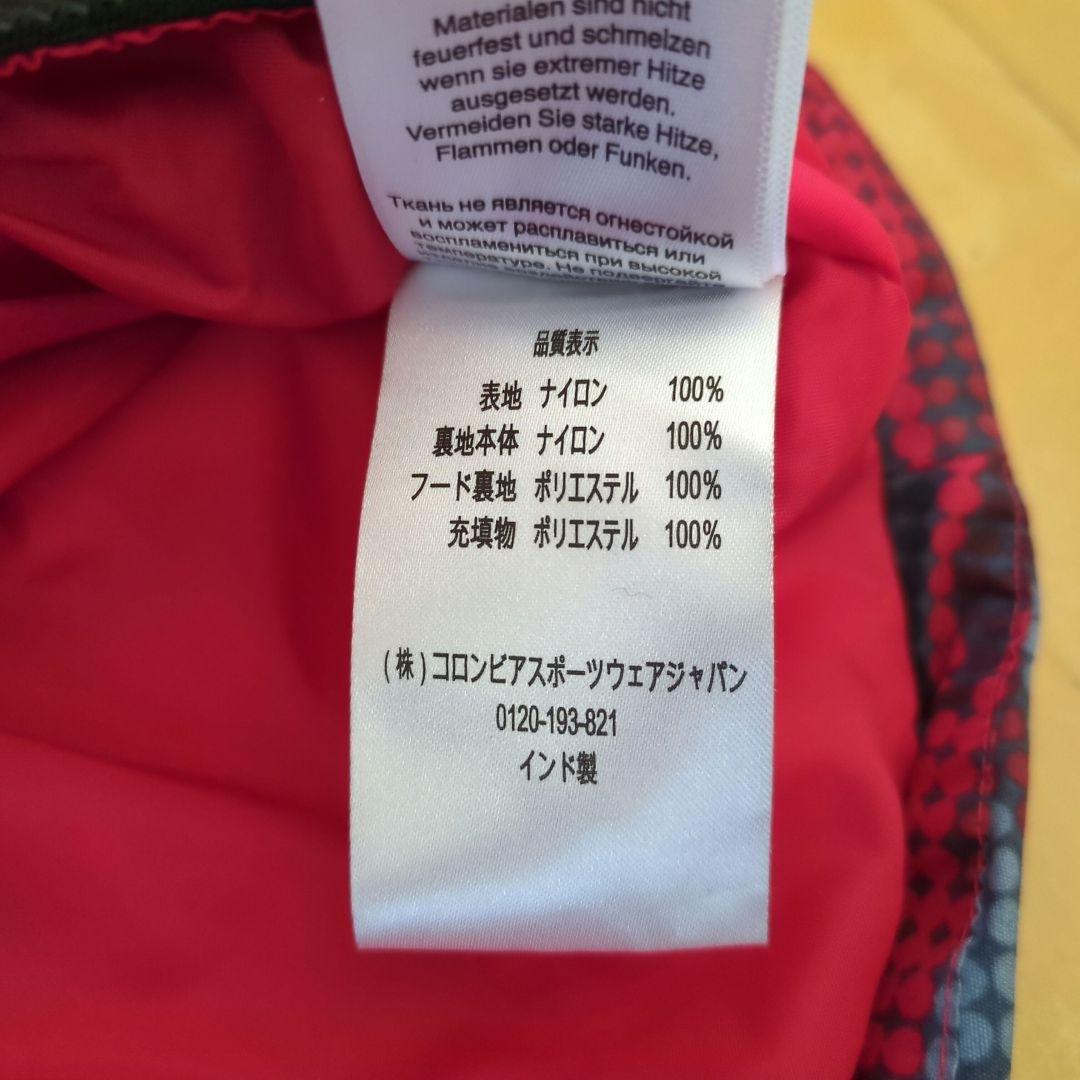 Materialen sind nicht
feuerfest und schmelzen
wenn sie extremer Hitze
ausgesetzt werden.
Vermeiden Sie starke Hitze,
Flammen oder Funken.
Ткань не является огнестойкой
и может расплавиться или
воспламениться при высокой
температуре. Не подвергайте
品質表示
表地 ナイロン 100%
裏地本体 ナイロン 100%
フード裏地 ポリエステル 100%
充填物 ポリエステル 100%
(株)コロンビアスポーツウェアジャパン
0120-193-821
インド製